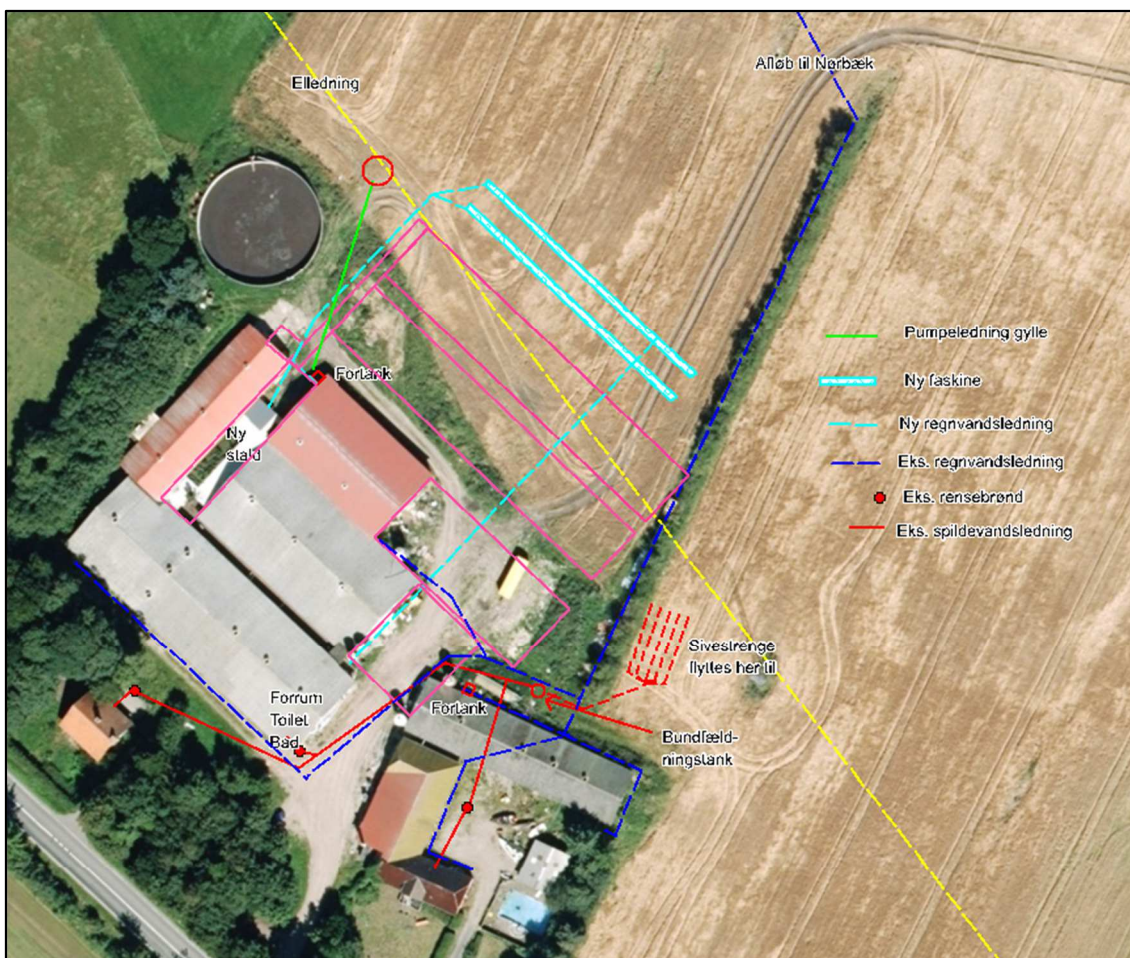 Elledning
Afløb til Nørbæk
Fortank
Ny
stald
Pumpeledning gylle
Ny faskine
Ny regnvandsledning
Eks. regnvandsledning
Eks. rensebrønd
Eks. spildevandsledning
Sivestrenge
flyttes her til
Forrum
Toilet
Bad
Fortank
Bundfæld-
ningstank